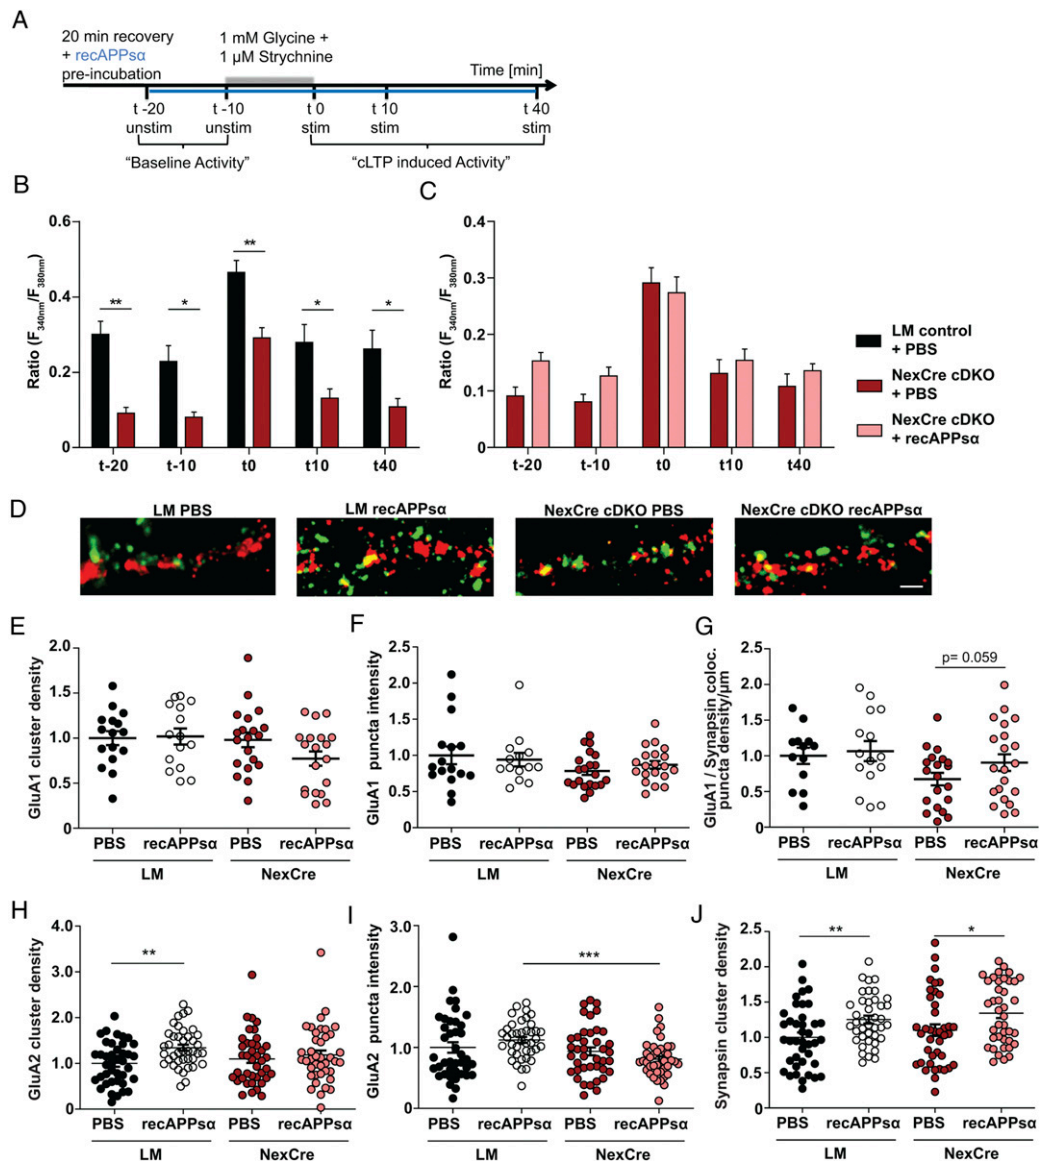 A
20 min recovery
+ recAPPsα
pre-incubation
1 mM Glycine +
1 µM Strychnine
Time [min]
t -20
unstim
t -10
unstim
t 0
stim
t 10
stim
t 40
stim
"Baseline Activity"
"cLTP induced Activity"
B
Ratio (F340nm/F380nm)
0.6
0.4
0.2
0
**
*
**
*
*
t-20
t-10
t0
t10
t40
C
Ratio (F340nm/F380nm)
0.4
0.3
0.2
0.1
0
t-20
t-10
t0
t10
t40
LM control
+ PBS
NexCre cDKO
+ PBS
NexCre cDKO
+ recAPPsα
D
LM PBS
LM recAPPsα
NexCre cDKO PBS
NexCre cDKO recAPPsα
E
GluA1 cluster density
2.0
1.5
1.0
0.5
0
PBS
recAPPsα
PBS
recAPPsα
LM
NexCre
F
GluA1 puncta intensity
2.5
2.0
1.5
1.0
0.5
0
PBS
recAPPsα
PBS
recAPPsα
LM
NexCre
G
GluA1 / Synapsin coloc.
puncta density/µm
2.5
2.0
1.5
1.0
0.5
0
p= 0.059
PBS
recAPPsα
PBS
recAPPsα
LM
NexCre
H
GluA2 cluster density
4.0
3.0
2.0
1.0
0
**
PBS
recAPPsα
PBS
recAPPsα
LM
NexCre
I
GluA2 puncta intensity
3.0
2.0
1.0
0
***
PBS
recAPPsα
PBS
recAPPsα
LM
NexCre
J
Synapsin cluster density
2.5
2.0
1.5
1.0
0.5
0
**
*
PBS
recAPPsα
PBS
recAPPsα
LM
NexCre